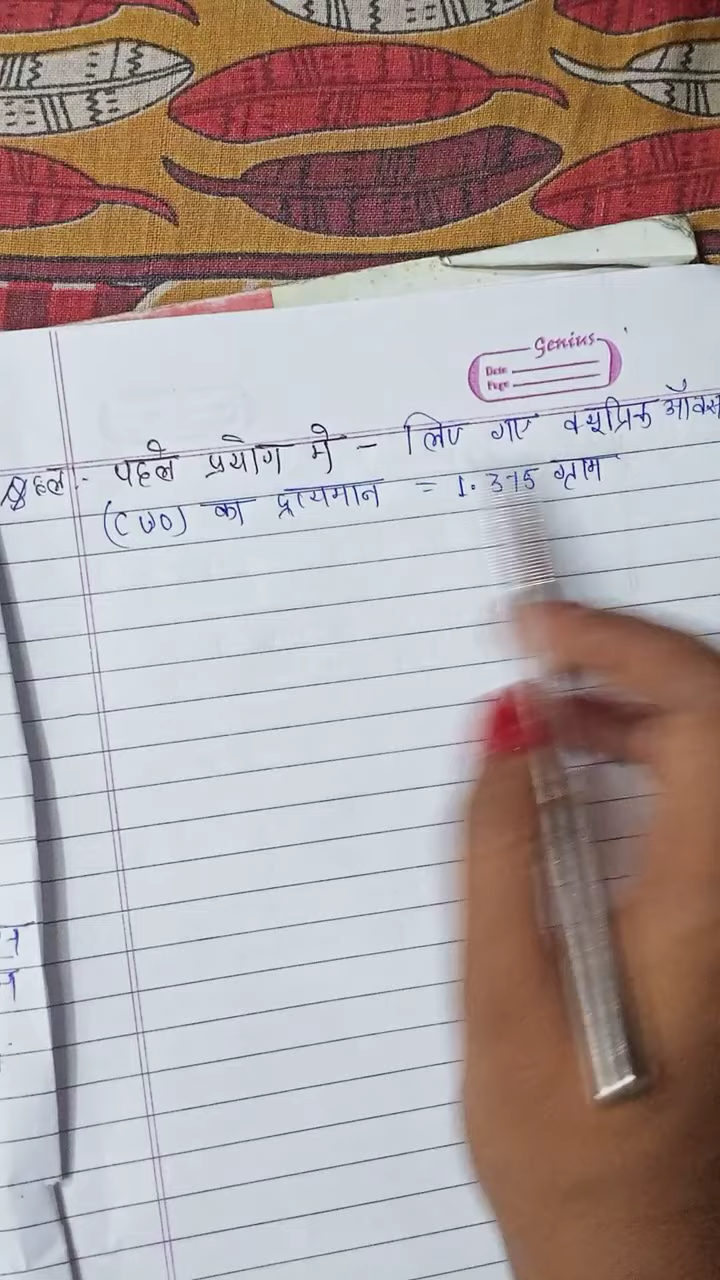 Genius
Date
Page
हल :- पहले प्रयोग में - लिए गए क्यूप्रिक ऑक्स
(CUO) का द्रव्यमान = 1.375 ग्राम